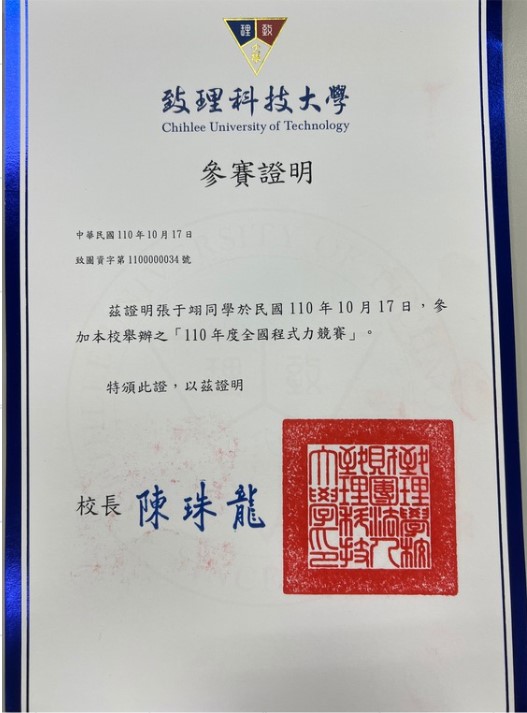 理 致
致理科技大學
Chihlee University of Technology
參賽證明
中華民國 110 年 10 月 17 日
致圖資字第 1100000034 號
茲證明張于翊同學於民國 110 年 10 月 17 日，參
加本校舉辦之「110 年度全國程式力競賽」。
特頒此證，以茲證明
校長 陳珠龍